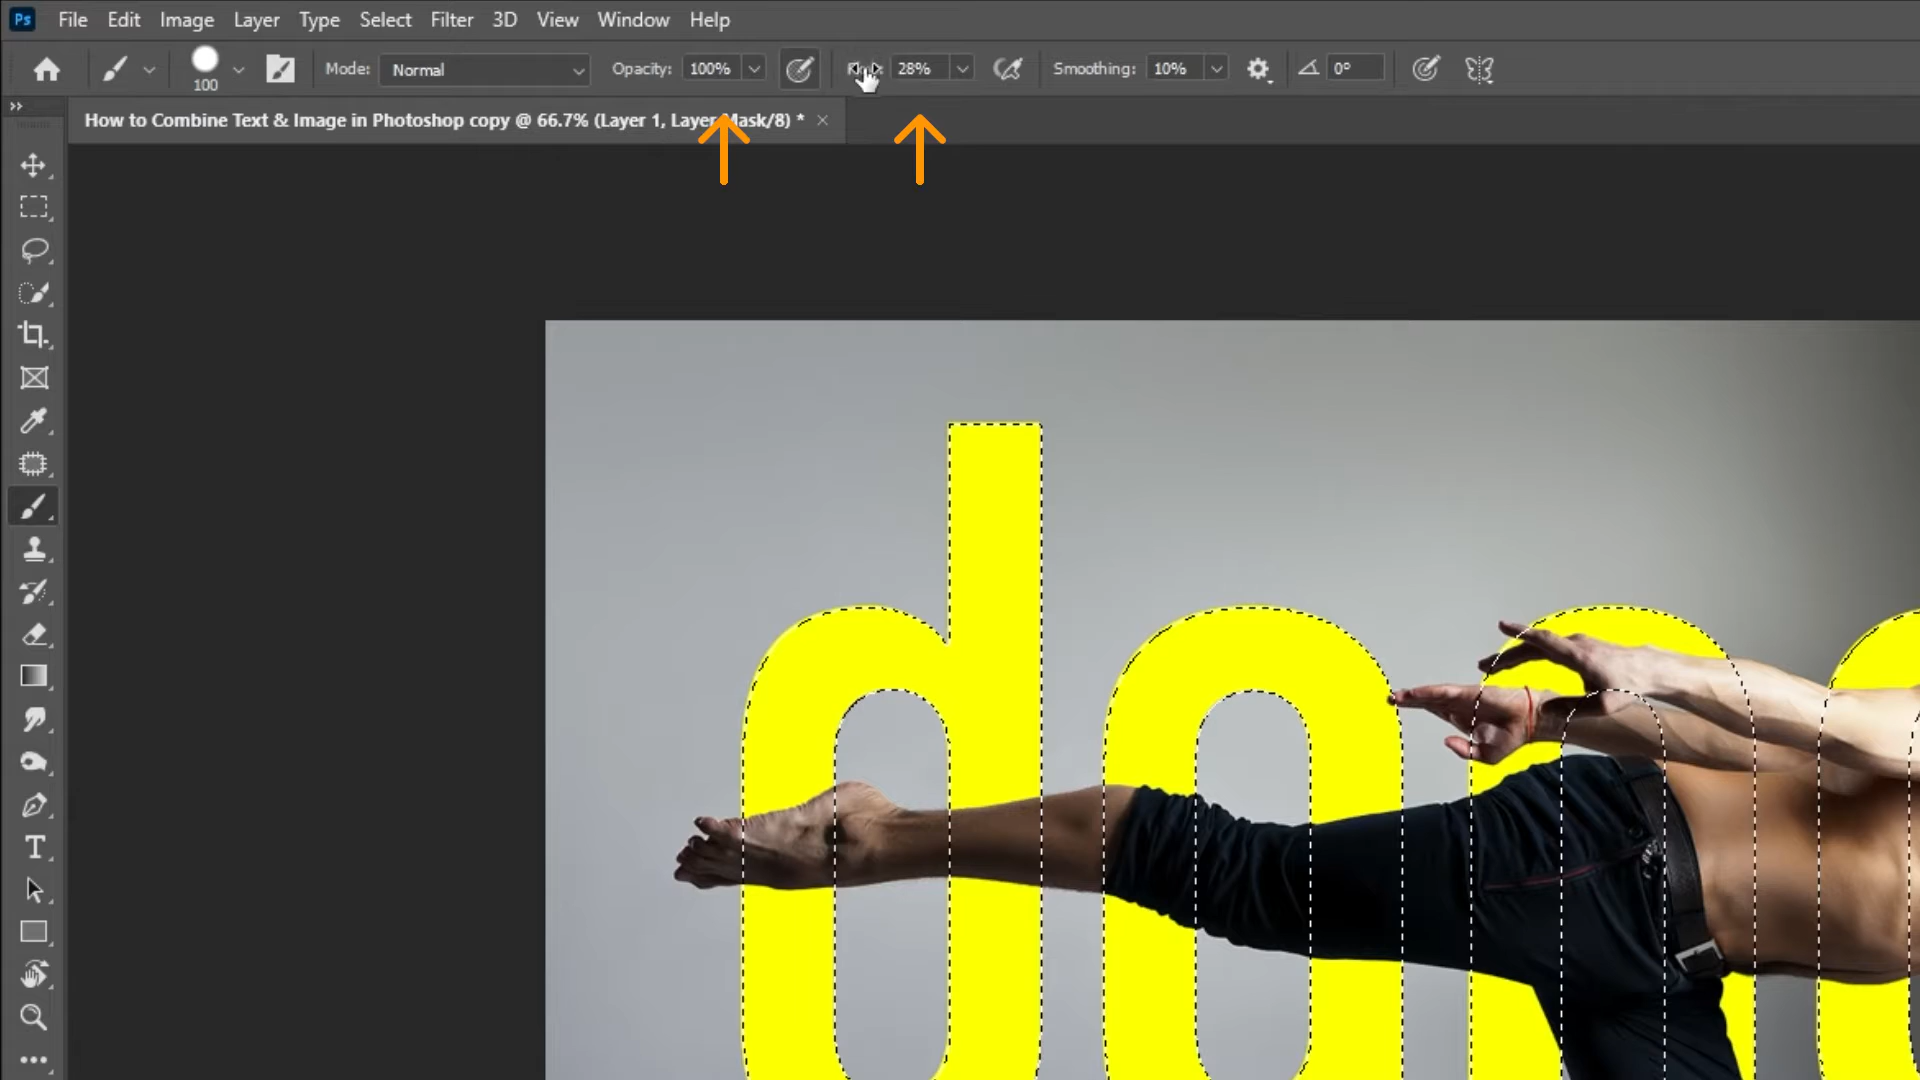 Ps File Edit Image Layer Type Select Filter 3D View Window Help
100 Mode: Normal Opacity: 100% 28% Smoothing: 10% 0°
How to Combine Text & Image in Photoshop copy @ 66.7% (Layer 1, Layer Mask/8) * ×
T